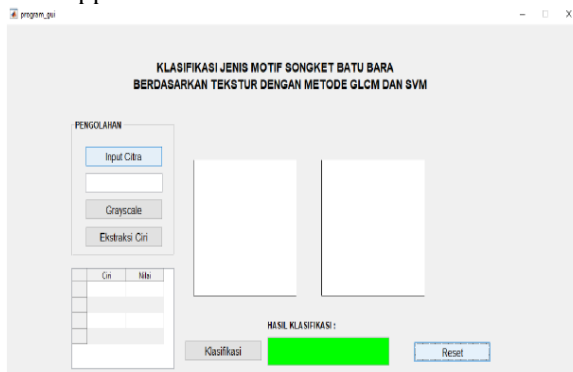 program_gui
KLASIFIKASI JENIS MOTIF SONGKET BATU BARA
BERDASARKAN TEKSTUR DENGAN METODE GLCM DAN SVM
PENGOLAHAN
Input Citra
Grayscale
Ekstraksi Ciri
Ciri Nilai
HASIL KLASIFIKASI :
Klasifikasi
Reset